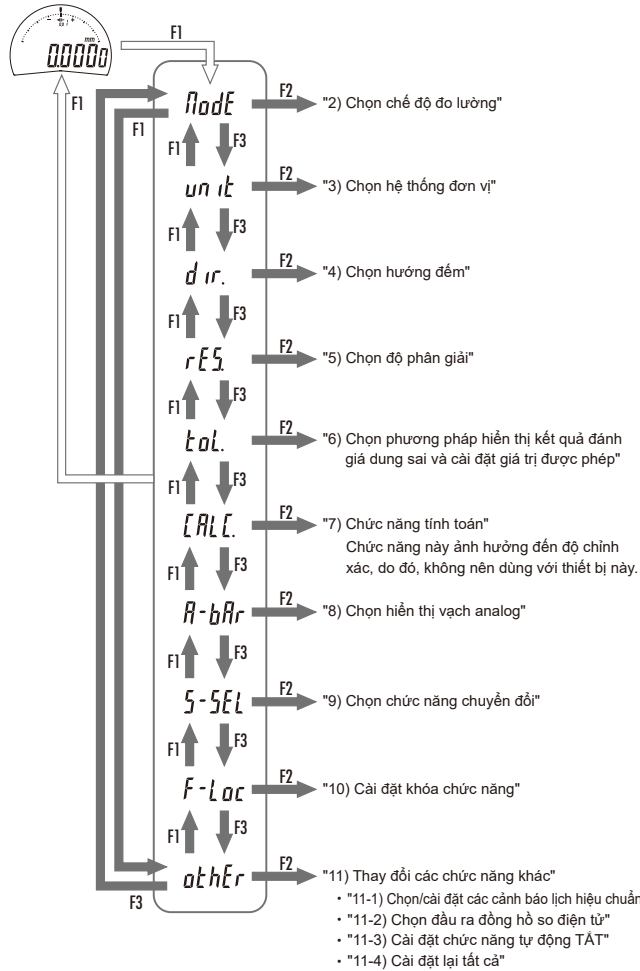 F1
mm
0.0000
F1
ModE
F2
"2) Chọn chế độ đo lường"
F1
F1
F3
unit
F2
"3) Chọn hệ thống đơn vị"
F1
F3
dir.
F2
"4) Chọn hướng đếm"
F1
F3
rES.
F2
"5) Chọn độ phân giải"
F1
F3
toL.
F2
"6) Chọn phương pháp hiển thị kết quả đánh
giá dung sai và cài đặt giá trị được phép"
F1
F3
CALC.
F2
"7) Chức năng tính toán"
Chức năng này ảnh hưởng đến độ chỉnh
xác, do đó, không nên dùng với thiết bị này.
F1
F3
A-bAr
F2
"8) Chọn hiển thị vạch analog"
F1
F3
S-SEL
F2
"9) Chọn chức năng chuyển đổi"
F1
F3
F-Loc
F2
"10) Cài đặt khóa chức năng"
F1
F3
othEr
F2
"11) Thay đổi các chức năng khác"
F3
• "11-1) Chọn/cài đặt các cảnh báo lịch hiệu chuẩn
• "11-2) Chọn đầu ra đồng hồ so điện tử"
• "11-3) Cài đặt chức năng tự động TẮT"
• "11-4) Cài đặt lại tất cả"